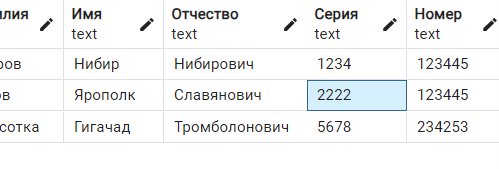 илия Имя Отчество Серия Номер
text text text text
ров Нибир Нибирович 1234 123445
ов Ярополк Славянович 2222 123445
сотка Гигачад Тромболонович 5678 234253